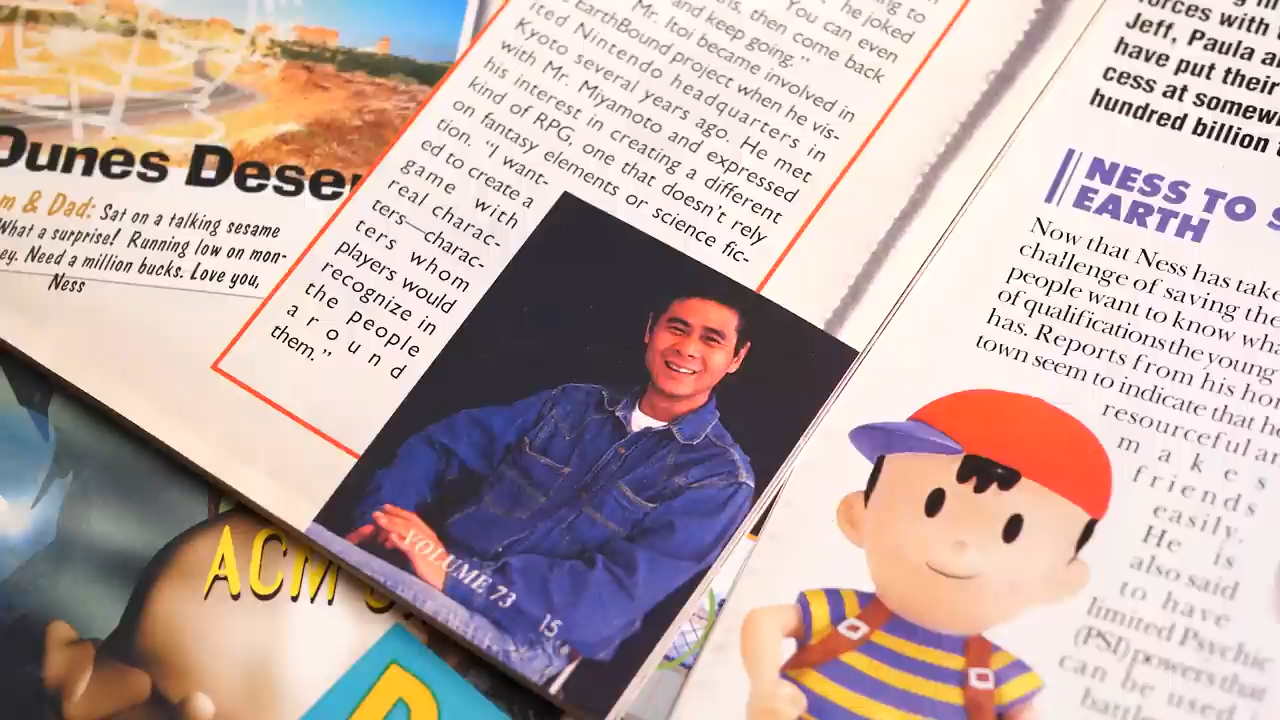 Dunes Deser
m & Dad: Sat on a talking sesame
What a surprise! Running low on mon-
ey. Need a million bucks. Love you,
Ness
ng to
he joked
You can even
is, then come back
and keep going."
Mr. Itoi became involved in
EarthBound project when he vis-
ited Nintendo headquarters in
Kyoto several years ago. He met
with Mr. Miyamoto and expressed
his interest in creating a different
kind of RPG, one that doesn't rely
on fantasy elements or science fic-
tion. "I want-
ed to create a
game with
real charac-
ters—charac-
ters whom
players would
recognize in
the people
around
them."
VOLUME 73
15
ACM
forces with
Jeff, Paula a
have put their
cess at somew
hundred billion
NESS TO S
EARTH
Now that Ness has take
challenge of saving the
people want to know wha
of qualifications the young
has. Reports from his ho
town seem to indicate that he
resourceful an
makes
friends
easily.
He is
also said
to have
limited Psychic
(PSI) powers that
can be used i
battl